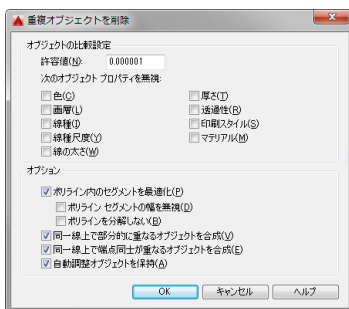 重複オブジェクトを削除
オブジェクトの比較設定
許容値(N): 0.000001
次のオブジェクト プロパティを無視:
色(C) 厚さ(T)
画層(L) 透過性(R)
線種(I) 印刷スタイル(S)
線種尺度(Y) マテリアル(M)
線の太さ(W)
オプション
ポリライン内のセグメントを最適化(P)
ポリライン セグメントの幅を無視(D)
ポリラインを分解しない(B)
同一線上で部分的に重なるオブジェクトを合成(V)
同一線上で端点同士が重なるオブジェクトを合成(E)
自動調整オブジェクトを保持(A)
OK キャンセル ヘルプ